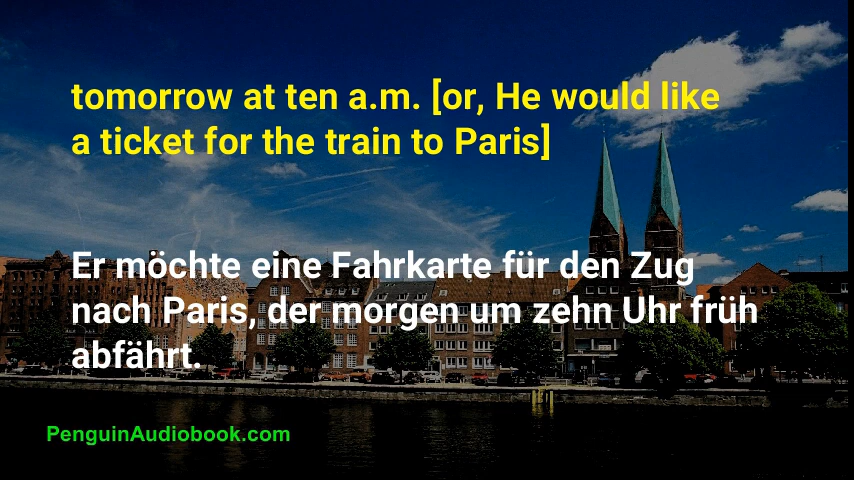 tomorrow at ten a.m. [or, He would like
a ticket for the train to Paris]
Er möchte eine Fahrkarte für den Zug
nach Paris, der morgen um zehn Uhr früh
abfährt.
PenguinAudiobook.com